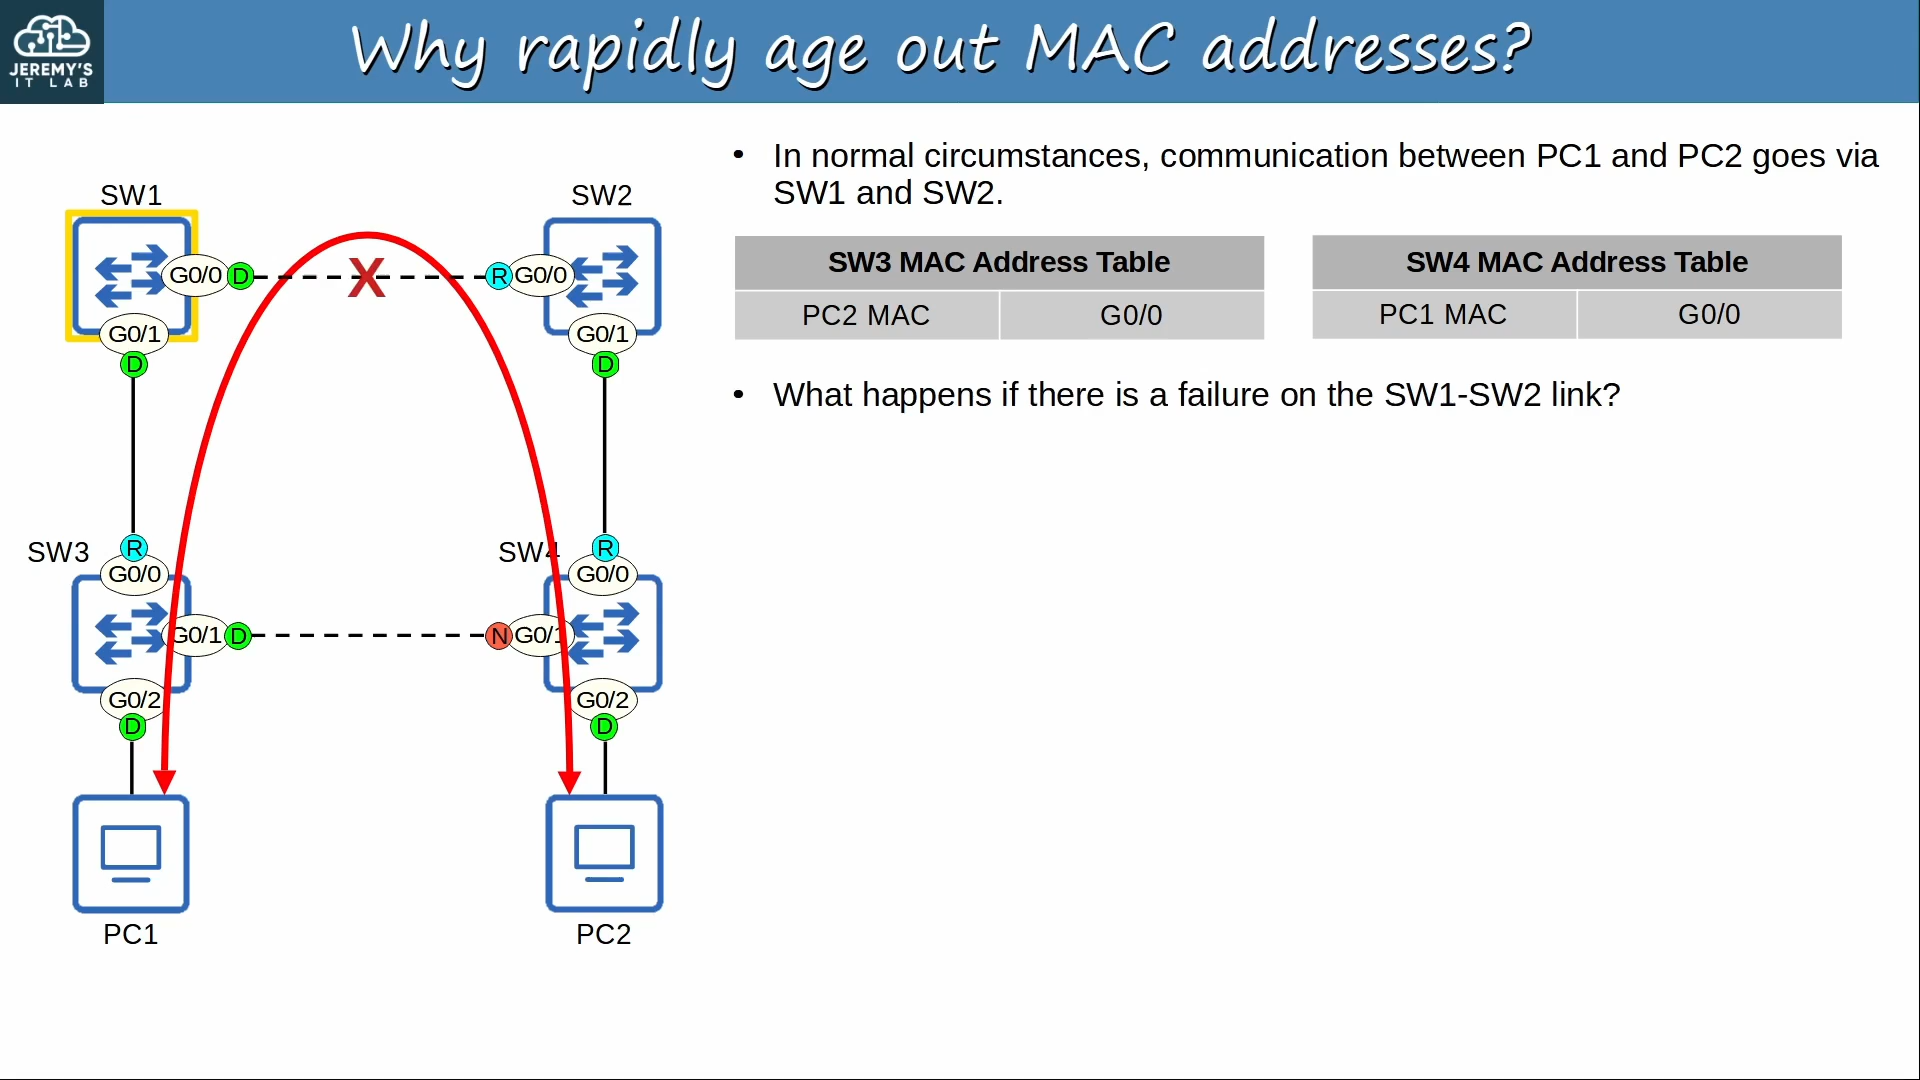 JEREMY'S
IT LAB
Why rapidly age out MAC addresses?
• In normal circumstances, communication between PC1 and PC2 goes via
SW1 and SW2.
SW3 MAC Address Table
PC2 MAC G0/0
SW4 MAC Address Table
PC1 MAC G0/0
• What happens if there is a failure on the SW1-SW2 link?
SW1 SW2
G0/0 D X R G0/0
G0/1 G0/1
D D
R R
SW3 SW4
G0/0 G0/0
G0/1 D N G0/1
G0/2 G0/2
D D
PC1 PC2